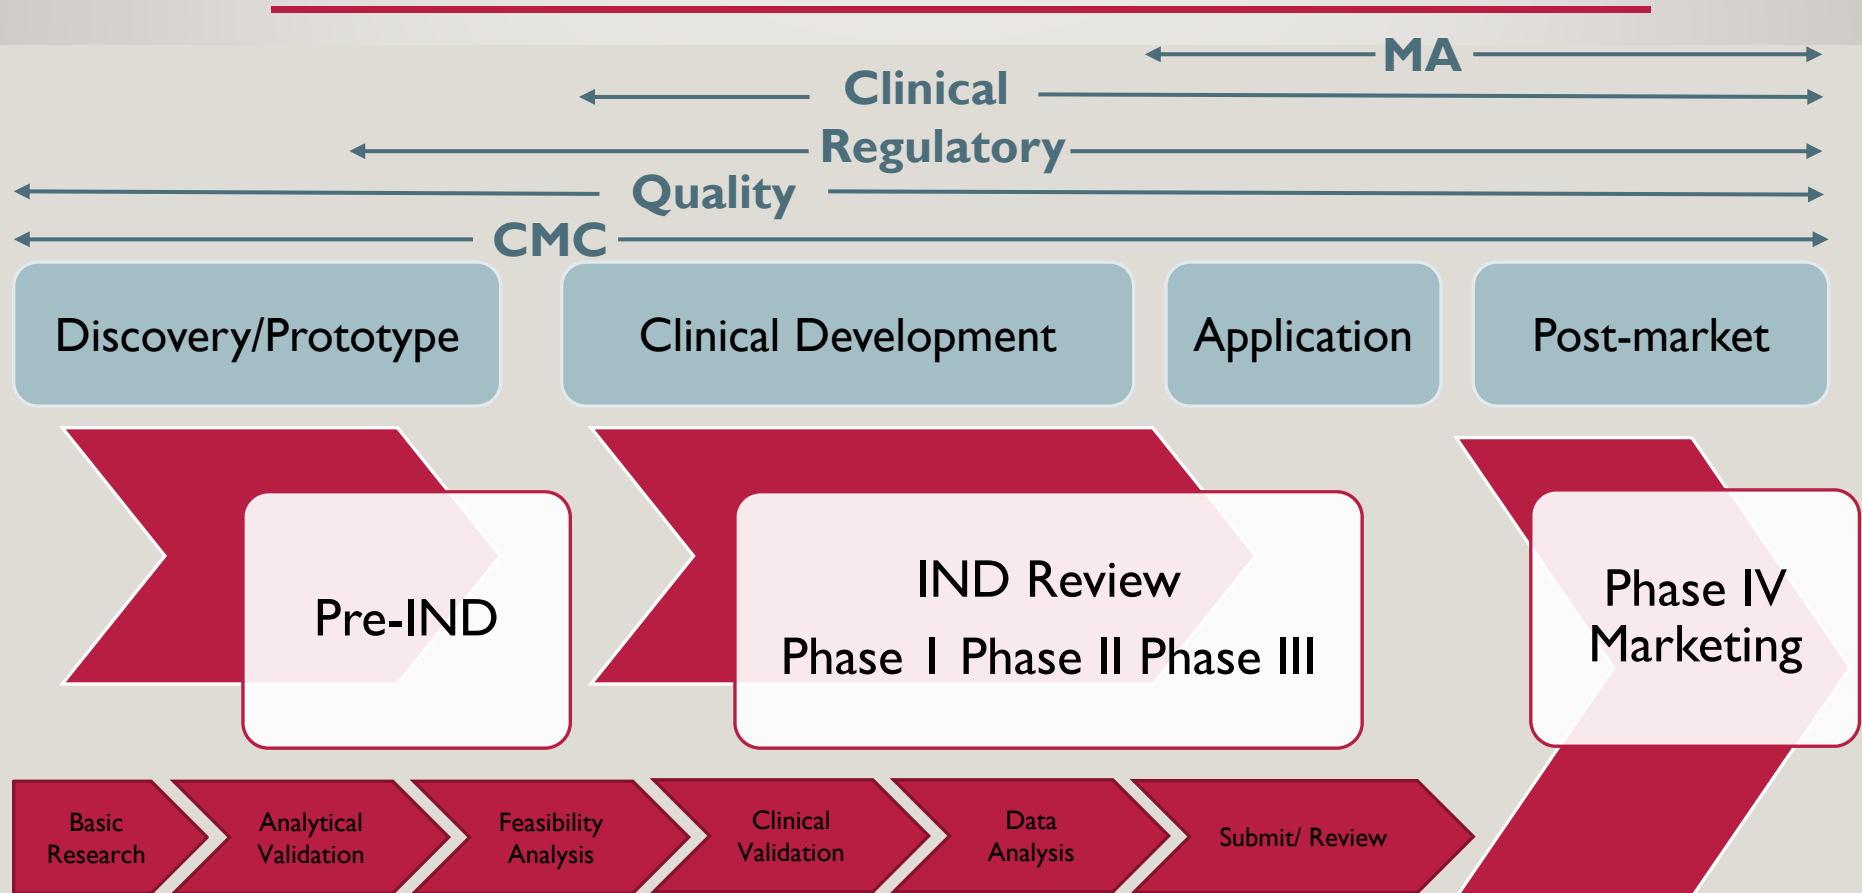 MA
Clinical
Regulatory
Quality
CMC
Discovery/Prototype
Clinical Development
Application
Post-market
Pre-IND
IND Review
Phase 1 Phase II Phase III
Phase IV
Marketing
Basic
Research
Analytical
Validation
Feasibility
Analysis
Clinical
Validation
Data
Analysis
Submit/ Review